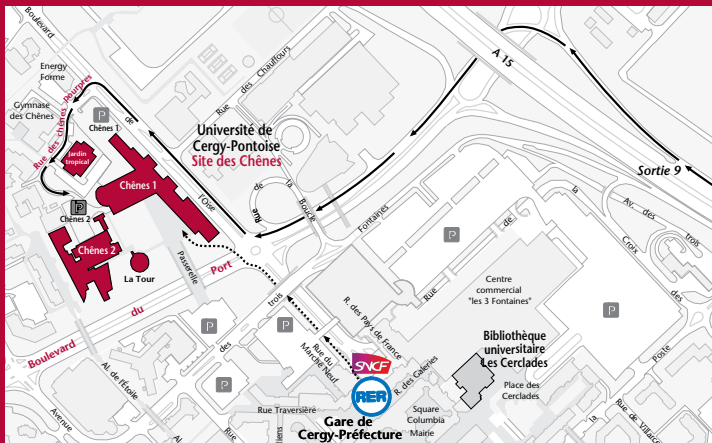 Boulevard
de
l'Oise
Energy
Forme
Gymnase
des Chênes
Rue des chênes pourpres
P
Chênes 1
Jardin
tropical
Chênes 1
P
Chênes 2
Chênes 2
La Tour
Université de
Cergy-Pontoise
Site des Chênes
Rue des Chauffours
A 15
Sortie 9
Rue de la Boucle
Passerelle
Boulevard du Port
Rue des trois Fontaines
Av. des trois
la Croix des
P
Centre
commercial
"les 3 Fontaines"
P
Bibliothèque
universitaire
Les Cerclades
Place des
Cerclades
R. des Pays de France
R. des Galeries
Rue du
Marché Neuf
P
P
P
SNCF
RER
Gare de
Cergy-Préfecture
Square
Columbia
Mairie
Rue Traversière
Al. de l'Étoile
Avenue
Al.
Poste
la
Rue de